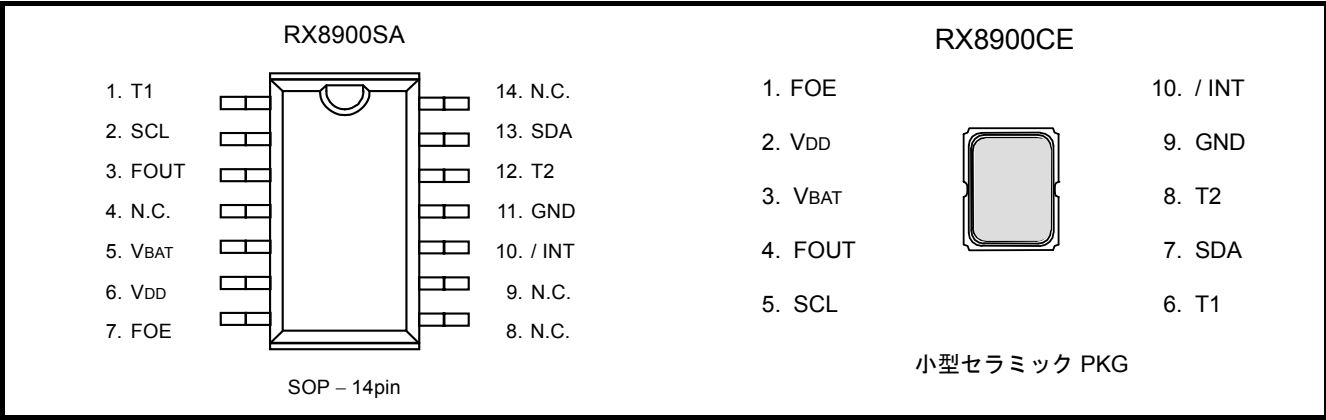 RX8900SA
1. T1
2. SCL
3. FOUT
4. N.C.
5. VBAT
6. VDD
7. FOE
14. N.C.
13. SDA
12. T2
11. GND
10. / INT
9. N.C.
8. N.C.
SOP – 14pin
RX8900CE
1. FOE
2. VDD
3. VBAT
4. FOUT
5. SCL
10. / INT
9. GND
8. T2
7. SDA
6. T1
小型セラミック PKG